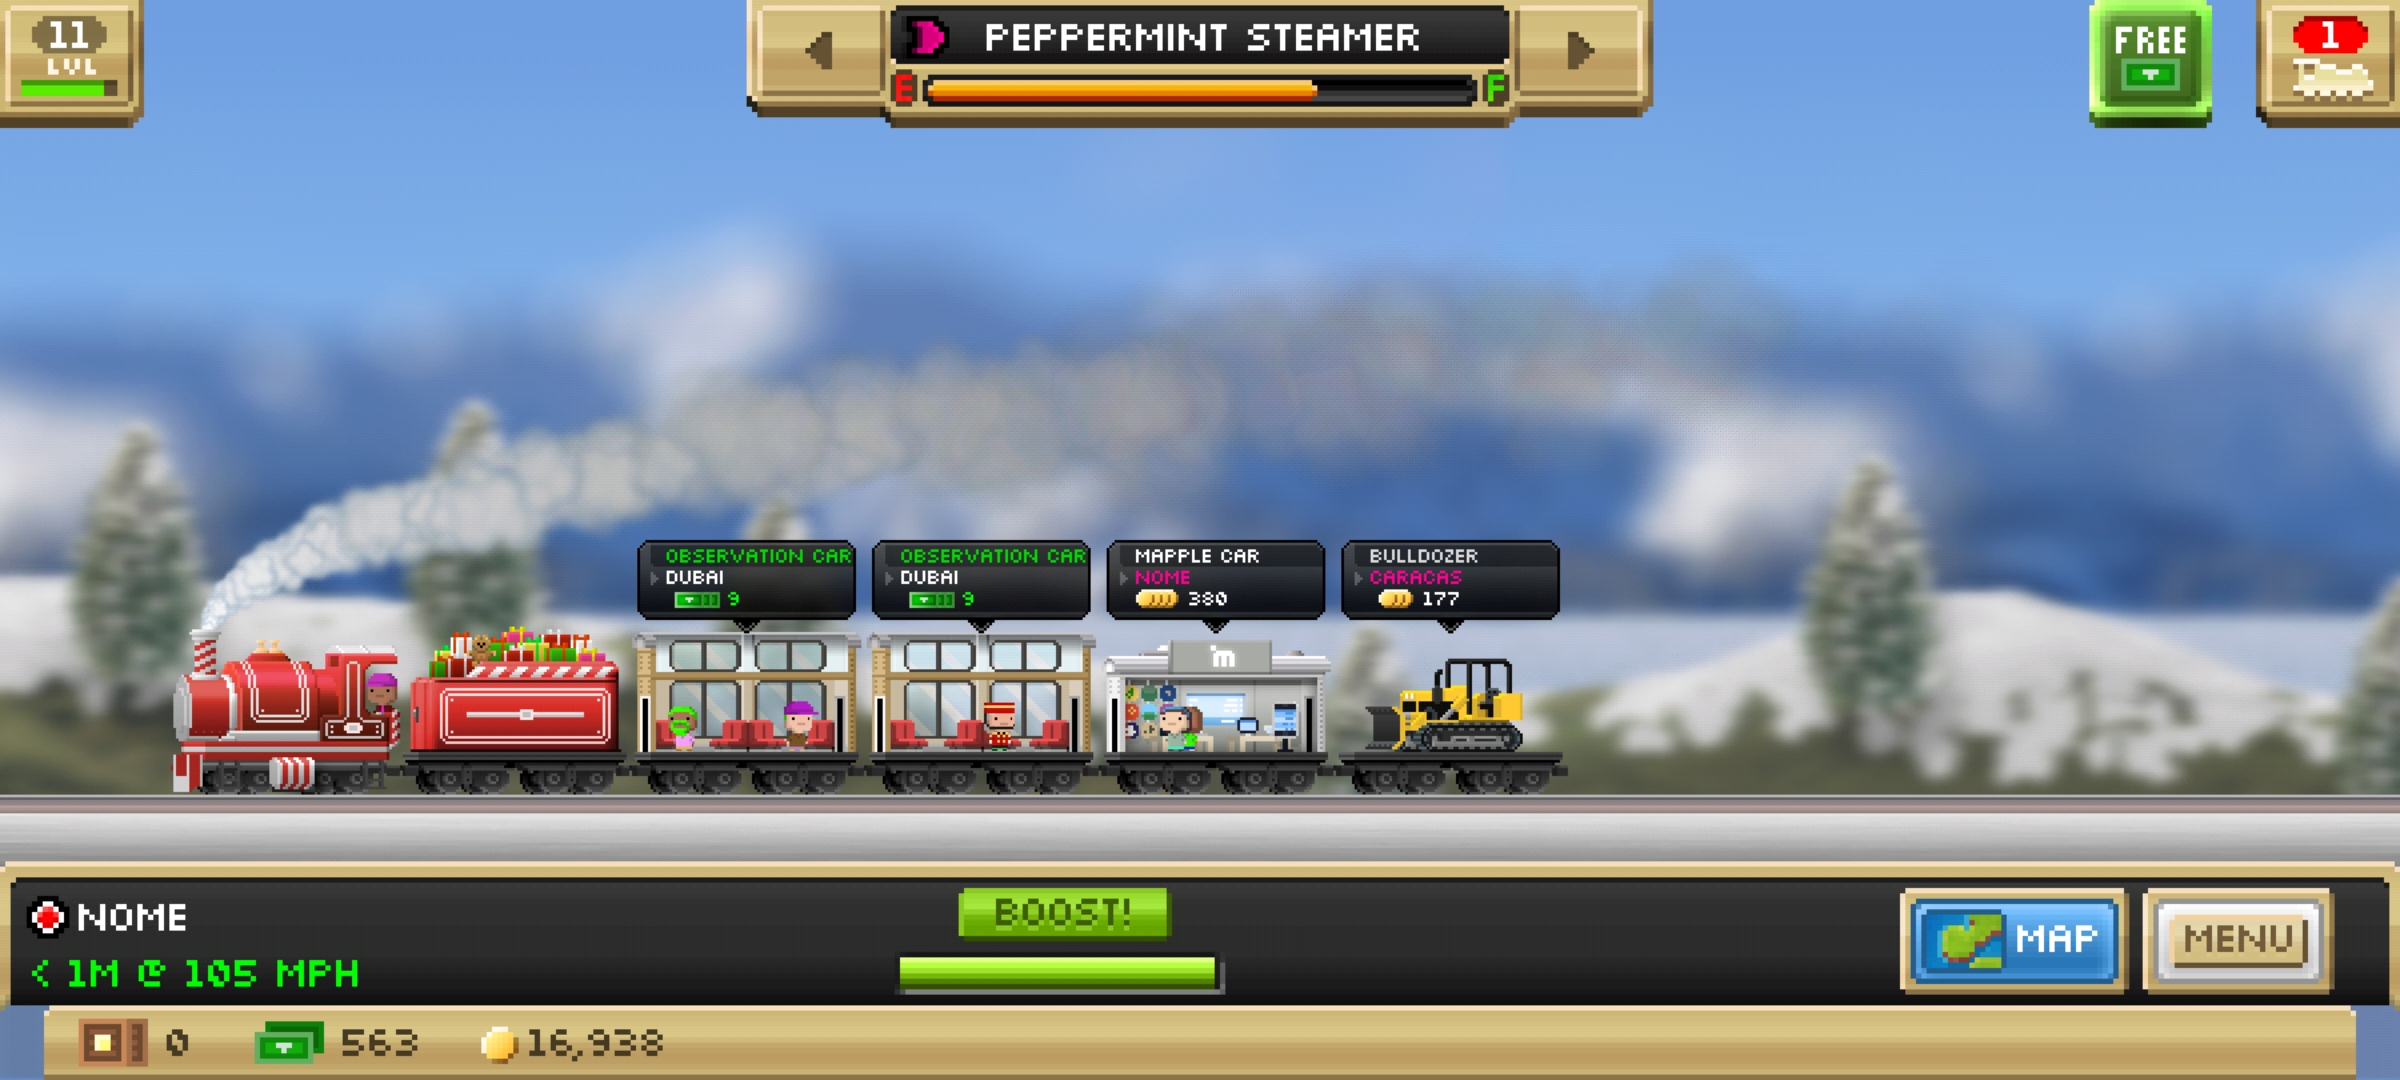 11
LVL
PEPPERMINT STEAMER
E
F
FREE
1
OBSERVATION CAR
DUBAI
9
OBSERVATION CAR
DUBAI
9
MAPPLE CAR
NOME
380
BULLDOZER
CARACAS
177
m
NOME
< 1M @ 105 MPH
BOOST!
MAP
MENU
0
563
16,938